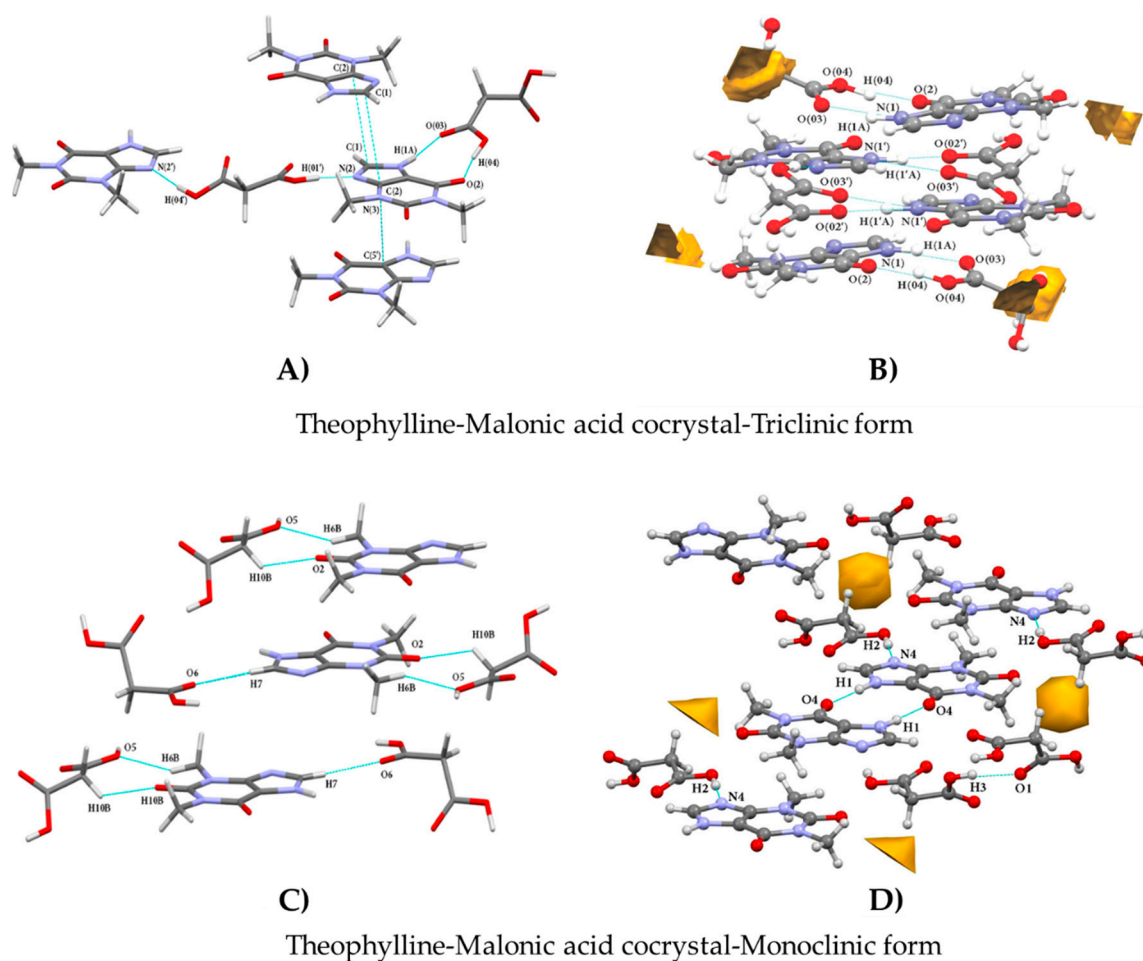 C(2)
C(1)
O(03)
H(1A)
C(1)
H(04)
N(2')
H(01')
N(2)
C(2)
O(2)
H(04')
N(3)
C(5')
A)
O(04)
H(04)
O(2)
O(03)
N(1)
H(1A)
N(1')
O(02')
H(1'A)
O(03')
O(03')
O(02')
H(1'A)
N(1')
H(1A)
N(1)
O(03)
O(2)
H(04)
O(04)
B)
Theophylline-Malonic acid cocrystal-Triclinic form
O5
H6B
H10B
O2
O2
H10B
O6
H7
H6B
O5
O5
H6B
H7
O6
H10B
H10B
C)
N4
H2
H2
N4
H1
O4
O4
H1
H2
N4
H3
O1
D)
Theophylline-Malonic acid cocrystal-Monoclinic form